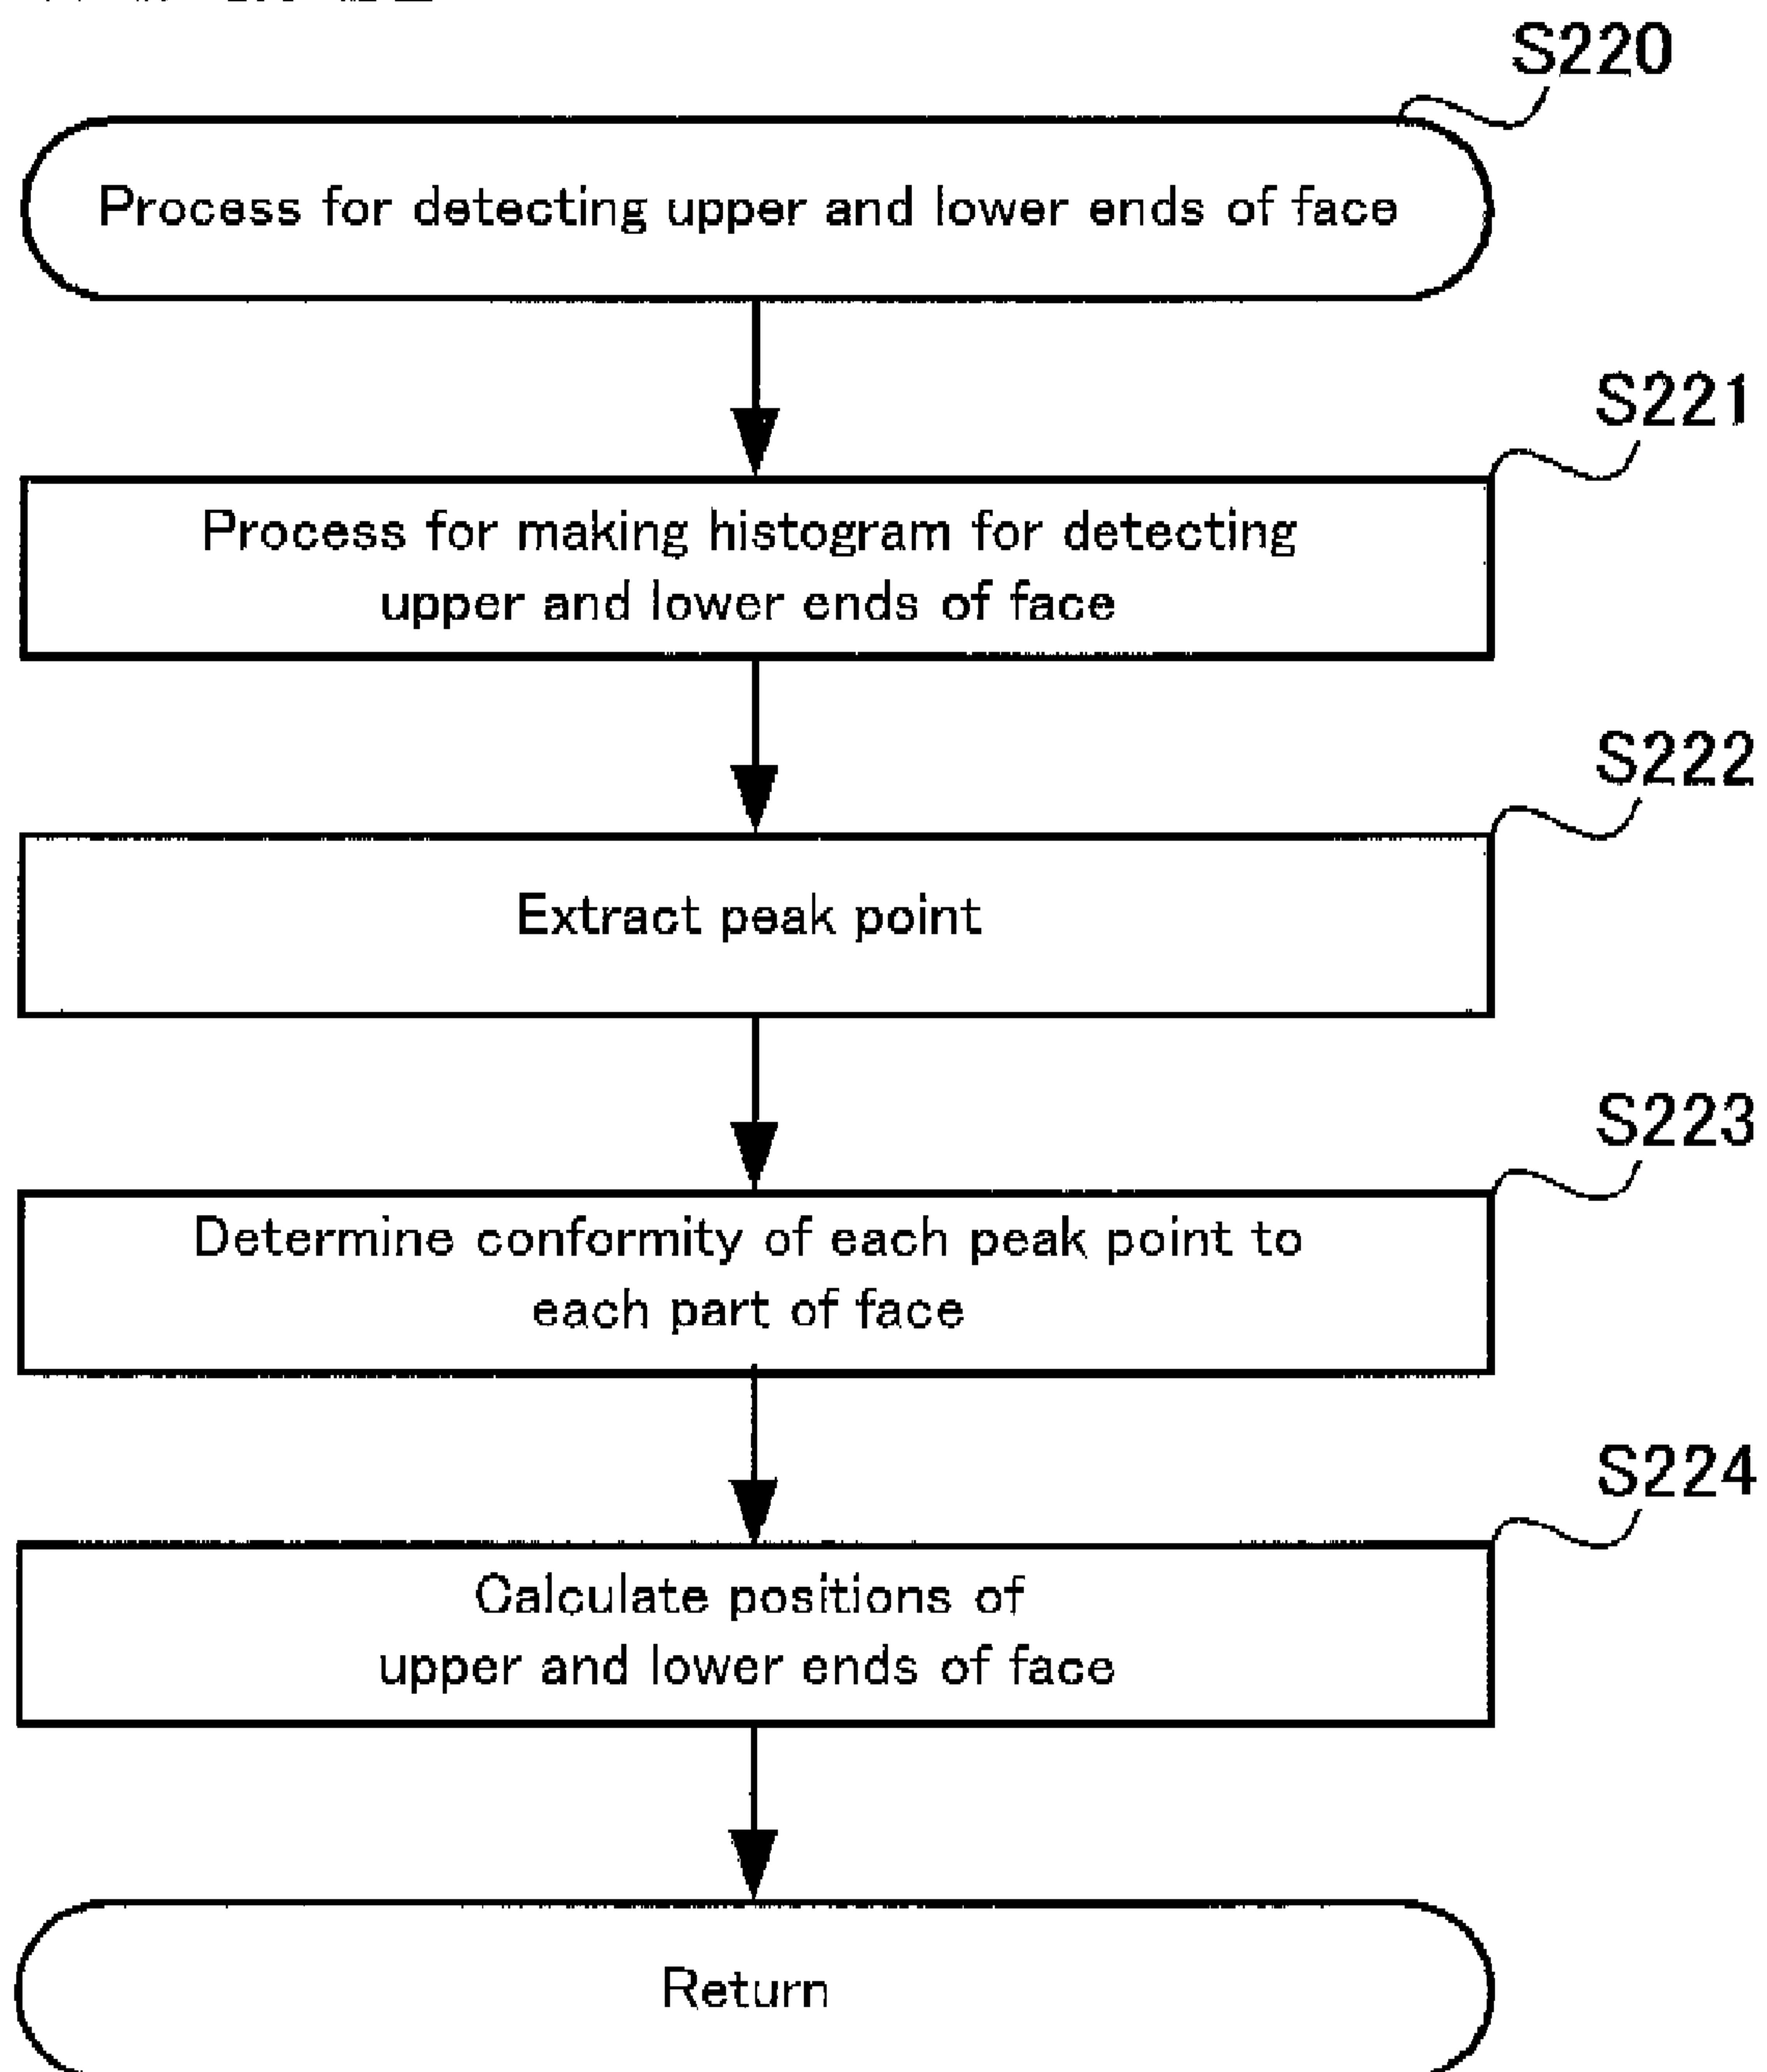 S220
Process for detecting upper and lower ends of face
S221
Process for making histogram for detecting
upper and lower ends of face
S222
Extract peak point
S223
Determine conformity of each peak point to
each part of face
S224
Calculate positions of
upper and lower ends of face
Return